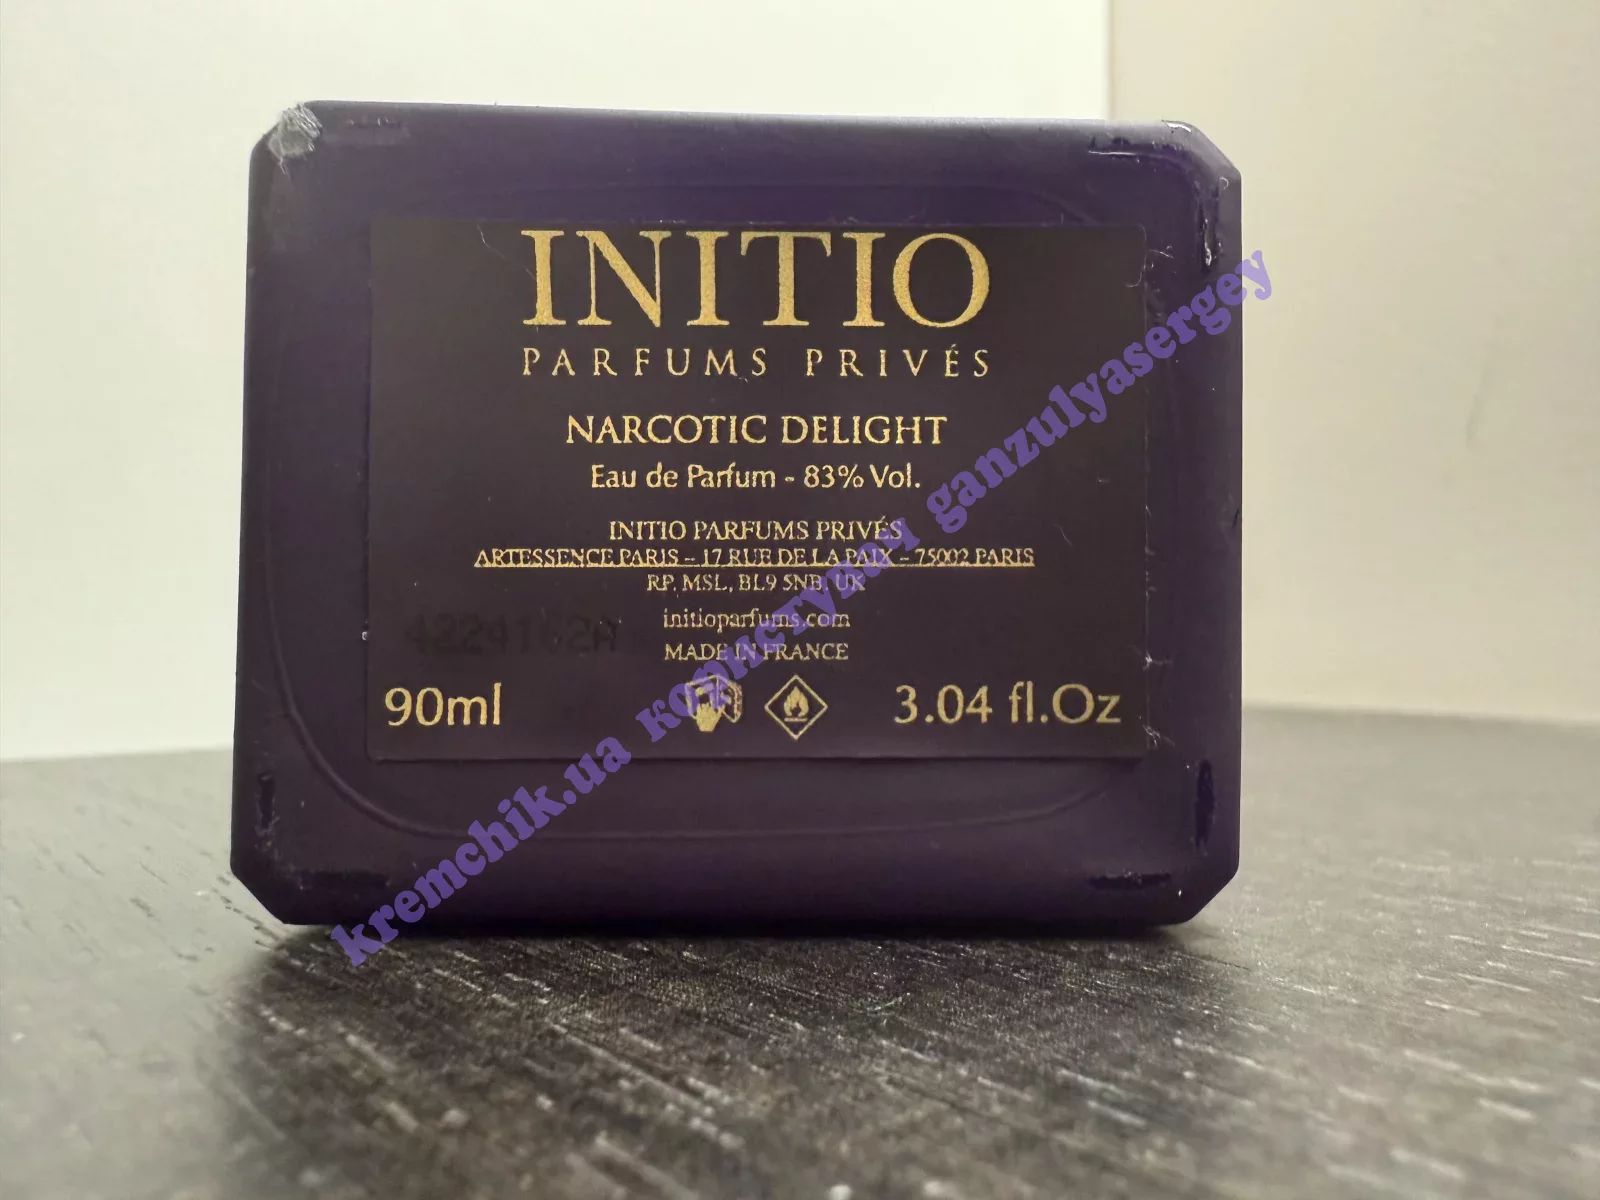 INITIO
PARFUMS PRIVÉS
NARCOTIC DELIGHT
Eau de Parfum - 83% Vol.
INITIO PARFUMS PRIVÉS
ARTESSENCE PARIS – 17 RUE DE LA PAIX – 75002 PARIS
RP, MSL, BL9 5NB, UK
initioparfums.com
MADE IN FRANCE
90ml
3.04 fl.Oz
kremchik.ua користувач ganzulyasergey